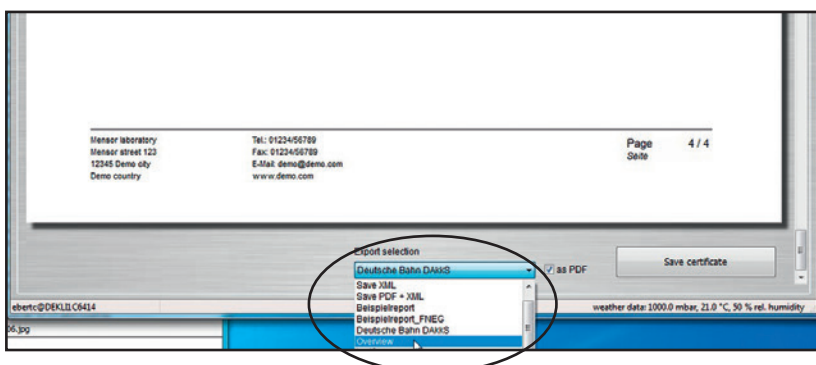 Mensor laboratory
Mensor street 123
12345 Demo city
Demo country
Tel.: 01234/56789
Fax: 01234/56789
E-Mail: demo@demo.com
www.demo.com
Page 4 / 4
Seite
Export selection
Deutsche Bahn DAkkS
as PDF
Save certificate
Save XML
Save PDF + XML
Beispielreport
Beispielreport_FNEG
Deutsche Bahn DAkkS
Overview
ebertc@DEKLI1C6414
weather data: 1000.0 mbar, 21.0 °C, 50 % rel. humidity
06.jpg